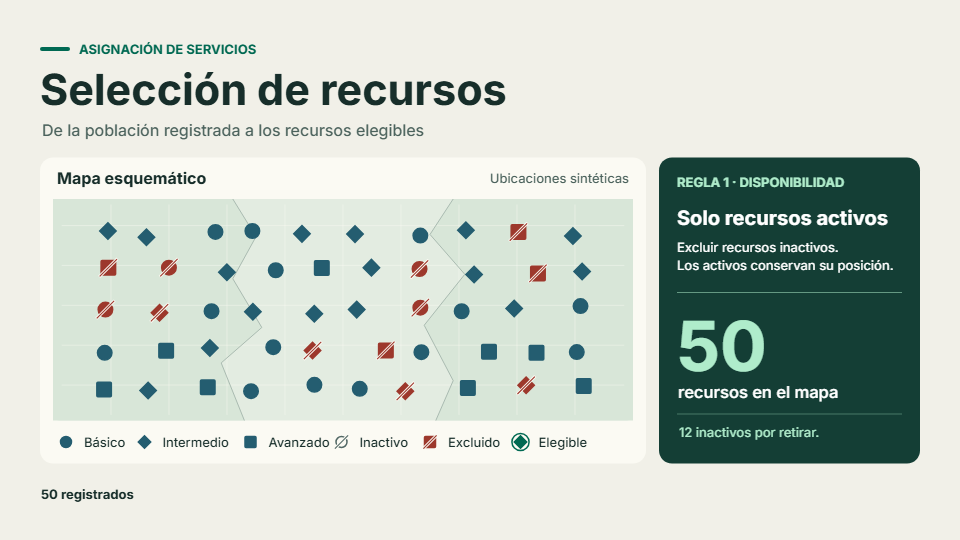 ASIGNACIÓN DE SERVICIOS
Selección de recursos
De la población registrada a los recursos elegibles
Mapa esquemático
Ubicaciones sintéticas
Básico
Intermedio
Avanzado
Inactivo
Excluido
Elegible
REGLA 1 · DISPONIBILIDAD
Solo recursos activos
Excluir recursos inactivos.
Los activos conservan su posición.
50
recursos en el mapa
12 inactivos por retirar.
50 registrados